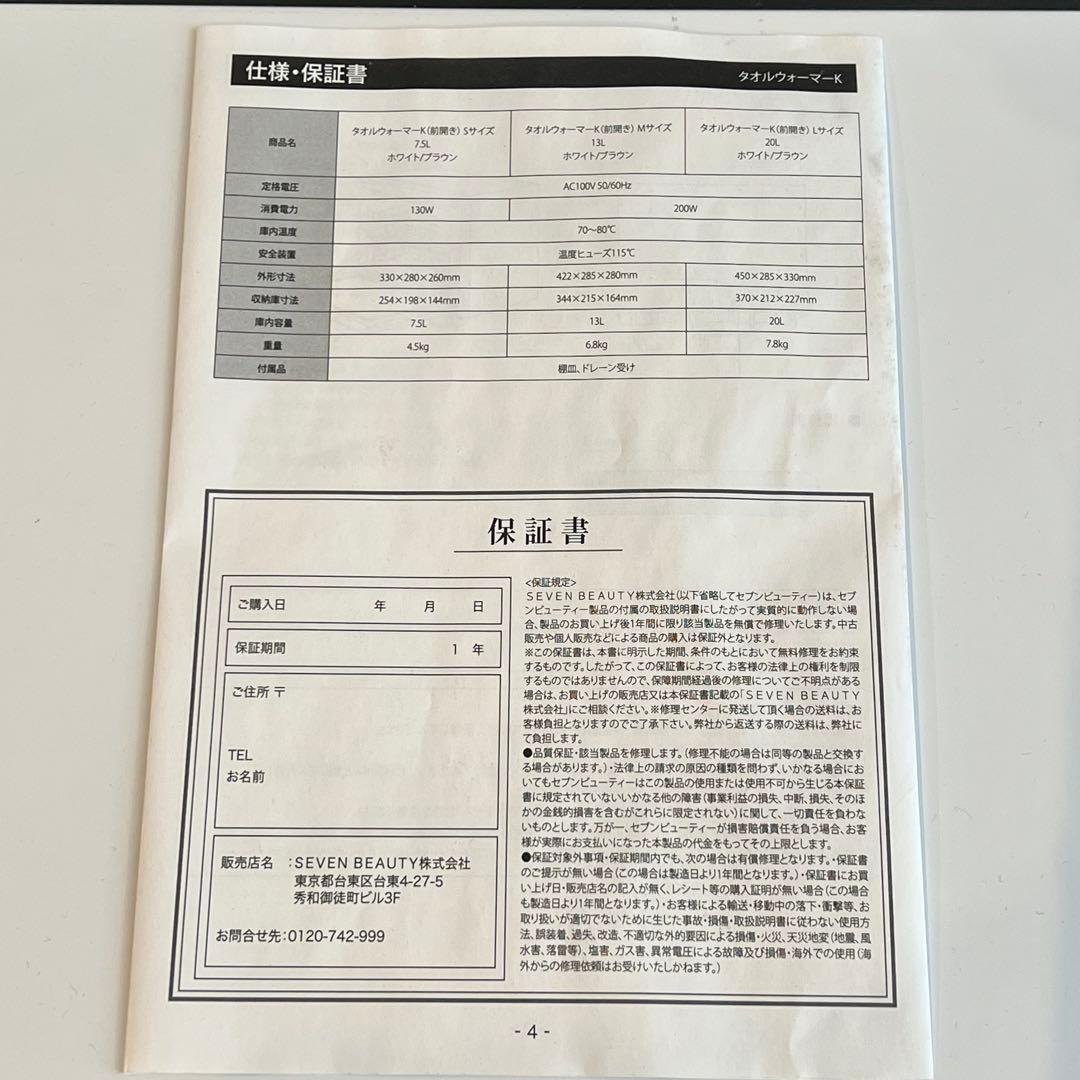 仕様・保証書
タオルウォーマーK
商品名
タオルウォーマーK(前開き) Sサイズ
7.5L
ホワイト/ブラウン
タオルウォーマーK(前開き) Mサイズ
13L
ホワイト/ブラウン
タオルウォーマーK(前開き) Lサイズ
20L
ホワイト/ブラウン
定格電圧 AC100V 50/60Hz
消費電力 130W 200W
庫内温度 70〜80℃
安全装置 温度ヒューズ115℃
外形寸法 330×280×260mm 422×285×280mm 450×285×330mm
収納庫寸法 254×198×144mm 344×215×164mm 370×212×227mm
庫内容量 7.5L 13L 20L
重量 4.5kg 6.8kg 7.8kg
付属品 棚皿、ドレーン受け
保証書
ご購入日 年 月 日
保証期間 1 年
ご住所 〒
TEL
お名前
販売店名 :SEVEN BEAUTY株式会社
東京都台東区台東4-27-5
秀和御徒町ビル3F
お問合せ先:0120-742-999
<保証規定>
SEVEN BEAUTY株式会社(以下省略してセブンビューティー)は、セブ
ンビューティー製品の付属の取扱説明書にしたがって実質的に動作しない場
合、製品のお買い上げ後1年間に限り該当製品を無償で修理いたします。中古
販売や個人販売などによる商品の購入は保証外となります。
※この保証書は、本書に明示した期間、条件のもとにおいて無料修理をお約束
するものです。したがって、この保証書によって、お客様の法律上の権利を制限
するものではありませんので、保障期間経過後の修理についてご不明点がある
場合は、お買い上げの販売店又は本保証書記載の「SEVEN BEAUTY
株式会社」にご相談ください。※修理センターに発送して頂く場合の送料は、お
客様負担となりますのでご了承下さい。弊社から返送する際の送料は、弊社に
て負担します。
●品質保証・該当製品を修理します。(修理不能の場合は同等の製品と交換す
る場合があります。)・法律上の請求の原因の種類を問わず、いかなる場合にお
いてもセブンビューティーはこの製品の使用または使用不可から生じる本保証
書に規定されていないいかなる他の障害(事業利益の損失、中断、損失、そのほ
かの金銭的損害を含むがこれらに限定されない)に関して、一切責任を負わな
いものとします。万が一、セブンビューティーが損害賠償責任を負う場合、お客
様が実際にお支払いになった本製品の代金をもってその上限とします。
●保証対象外事項・保証期間内でも、次の場合は有償修理となります。・保証書
のご提示が無い場合(この場合は製造日より1年間となります。)・保証書にお買
い上げ日・販売店名の記入が無く、レシート等の購入証明が無い場合(この場合
も製造日より1年間となります。)・お客様による輸送・移動中の落下・衝撃等、お
取り扱いが適切でないために生じた事故・損傷・取扱説明書に従わない使用方
法、誤装着、過失、改造、不適切な外的要因による損傷・火災、天災地変(地震、風
水害、落雷等)、塩害、ガス害、異常電圧による故障及び損傷・海外での使用(海
外からの修理依頼はお受けいたしかねます。)
- 4 -